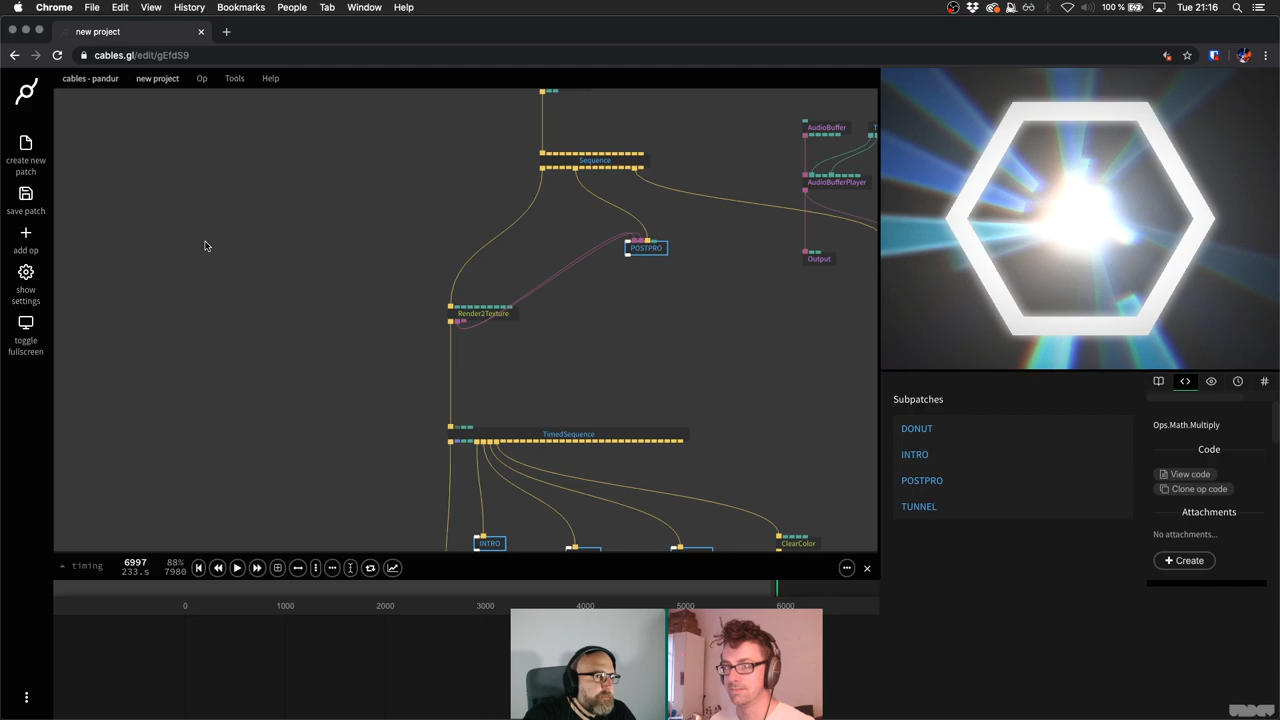 Chrome File Edit View History Bookmarks People Tab Window Help 100 % Tue 21:16
new project
cables.gl/edit/gEfdS9
cables - pandur new project Op Tools Help
create new
patch
save patch
add op
show
settings
toggle
fullscreen
Sequence
POSTPRO
Render2Texture
TimedSequence
INTRO
ClearColor
AudioBuffer
T
AudioBufferPlayer
Output
Subpatches
DONUT
INTRO
POSTPRO
TUNNEL
Ops.Math.Multiply
Code
View code
Clone op code
Attachments
No attachments...
Create
timing
6997
233.s
88%
7980
0 1000 2000 3000 4000 5000 6000